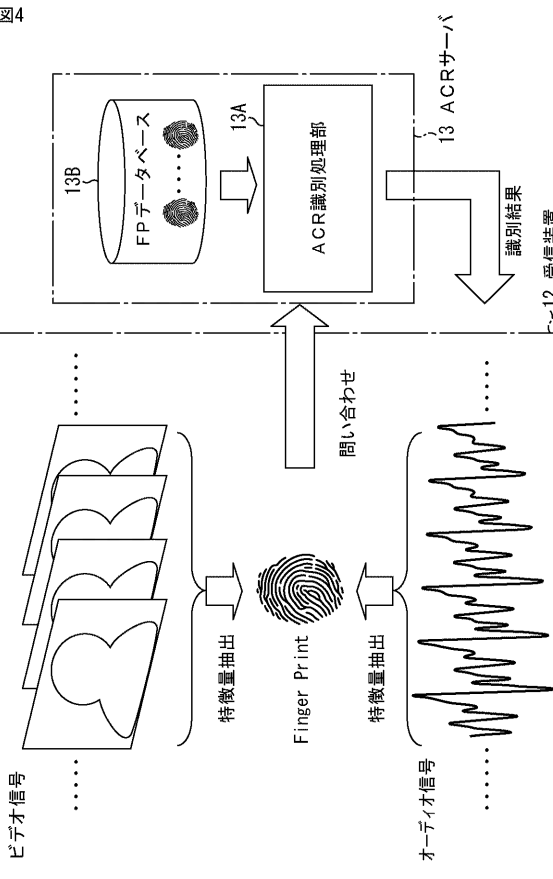 図4
ビデオ信号
‥‥‥
‥‥‥
特徴量抽出
Finger Print
特徴量抽出
オーディオ信号
‥‥‥
‥‥‥
問い合わせ
13B
FPデータベース
‥‥‥
13A
ACR識別処理部
13 ACRサーバ
識別結果
12 受信装置